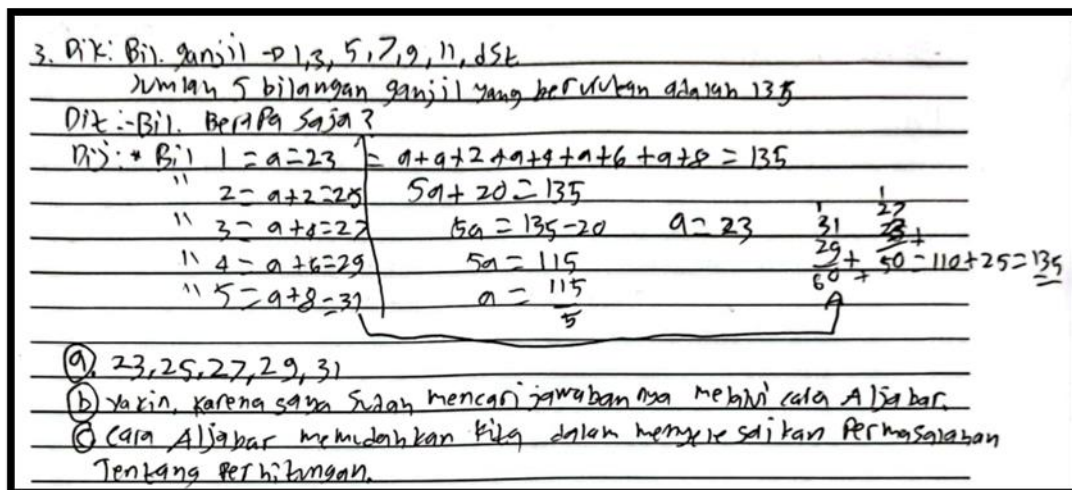 3. Dik: Bil. ganjil → 1,3, 5,7,9, 11, dst
Jumlah 5 bilangan ganjil yang berurutan adalah 135
Dit :-Bil. Berapa Saja?
Dij: * Bil 1 = a = 23 = a+a+2+a+4+a+6+a+8 = 135
" 2 = a+2=25 5a+20=135
" 3 = a+4=27 5a = 135-20 a=23
" 4 = a+6=29 5a = 115
" 5 = a+8=31 a = 115/5
31 29 + 60 +
27 23 + 50 = 110+25=135
(a). 23,25,27,29,31
(b) Yakin, karena saya sudah mencari jawaban nya melalui cara Aljabar.
(c) Cara Aljabar memudahkan kita dalam menyelesaikan Permasalahan
Tentang Perhitungan.